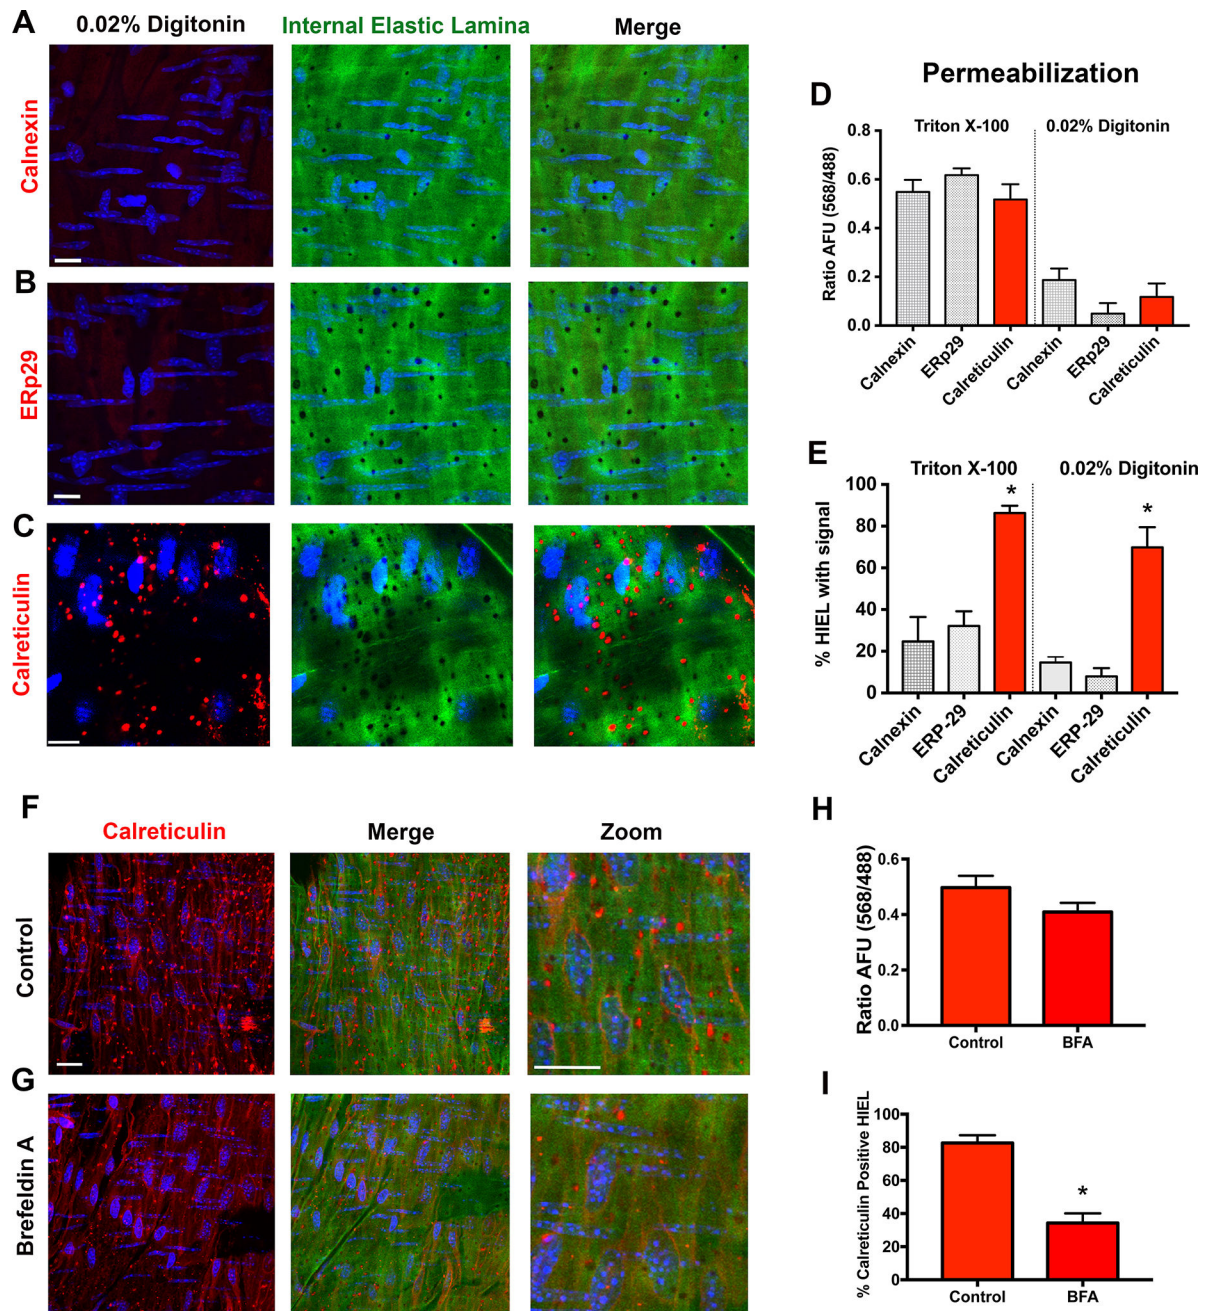 A
0.02% Digitonin
Internal Elastic Lamina
Merge
Calnexin
B
ERp29
C
Calreticulin
Permeabilization
D
Triton X-100
0.02% Digitonin
Ratio AFU (568/488)
0.8
0.6
0.4
0.2
0.0
Calnexin
ERp29
Calreticulin
Calnexin
ERp29
Calreticulin
E
Triton X-100
0.02% Digitonin
% HIEL with signal
100
80
60
40
20
0
*
*
Calnexin
ERP-29
Calreticulin
Calnexin
ERP-29
Calreticulin
F
Calreticulin
Merge
Zoom
Control
G
Brefeldin A
H
Ratio AFU (568/488)
0.6
0.4
0.2
0.0
Control
BFA
I
% Calreticulin Positive HIEL
100
80
60
40
20
0
*
Control
BFA